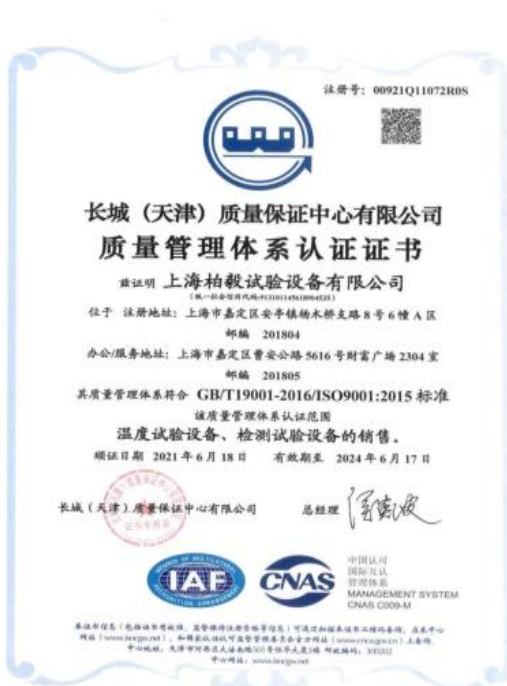 注册号：00921Q11072R0S
长城（天津）质量保证中心有限公司
质量管理体系认证证书
兹证明 上海柏毅试验设备有限公司
位于 注册地址：上海市嘉定区安亭镇杨木桥支路8号6幢A区
邮编 201804
办公/服务地址：上海市嘉定区曹安公路5616号财富广场2304室
邮编 201805
其质量管理体系符合 GB/T19001-2016/ISO9001:2015 标准
该质量管理体系认证范围
温度试验设备、检测试验设备的销售。
颁证日期 2021年6月18日 有效期至 2024年6月17日
长城（天津）质量保证中心有限公司 总经理
MEMBER OF MULTILATERAL
IAF
RECOGNITION ARRANGEMENT
CNAS
中国认可
国际互认
管理体系
MANAGEMENT SYSTEM
CNAS C009-M